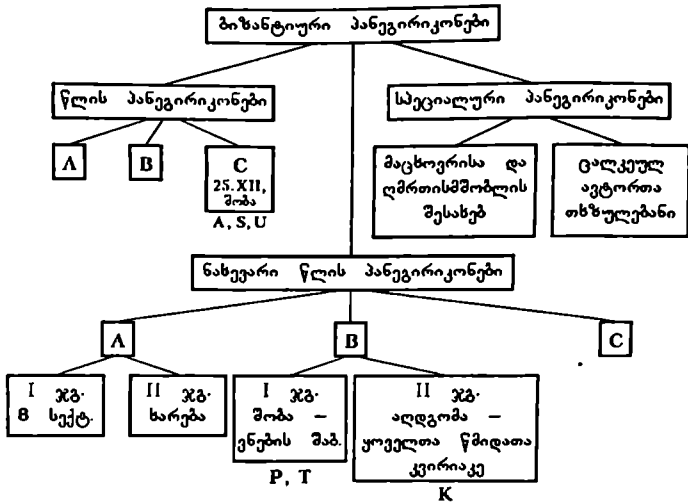 ბიზანტიური პანეგირიკონები
წლის პანეგირიკონები
სპეციალური პანეგირიკონები
A
B
C
25.XII,
შობა
A, S, U
მაცხოვრისა და
ღმრთისმშობლის
შესახებ
ცალკეულ
ავტორთა
თხზულებანი
ნახევარი წლის პანეგირიკონები
A
B
C
I ჯგ.
8 სექტ.
II ჯგ.
ხარება
I ჯგ.
შობა –
ვნების შაბ.
P, T
II ჯგ.
აღდგომა –
ყოველთა წმიდათა
კვირიაკე
K